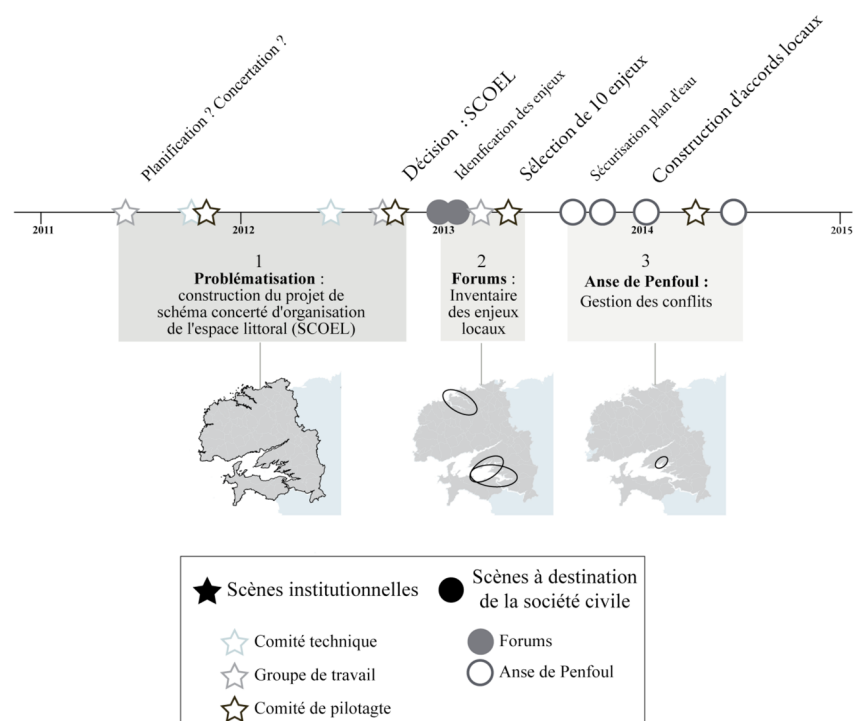 Planification ? Concertation ?
Décision : SCOEL
Identfication des enjeux
Sélection de 10 enjeux
Sécurisation plan d'eau
Construction d'accords locaux
2011
2012
2013
2014
2015
1
Problématisation :
construction du projet de
schéma concerté d'organisation
de l'espace littoral (SCOEL)
2
Forums :
Inventaire
des enjeux
locaux
3
Anse de Penfoul :
Gestion des conflits
Scènes institutionnelles
Comité technique
Groupe de travail
Comité de pilotagte
Scènes à destination
de la société civile
Forums
Anse de Penfoul